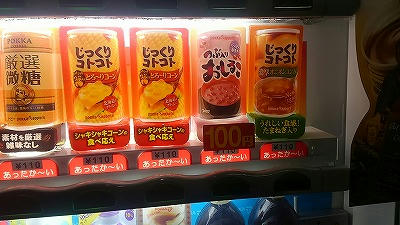 POKKA
厳選
微糖
素材を厳選
雑味なし
じっくり
コトコト
とろ〜りコーン
シャキシャキコーンの
食べ応え
じっくり
コトコト
とろ〜りコーン
シャキシャキコーンの
食べ応え
つぶ入り
おしるこ
100円
じっくり
コトコト
うれしい食感!
たまねぎ入り
¥110
あったか〜い
¥110
あったか〜い
¥110
あったか〜い
あったか〜い
¥110
あったか〜い